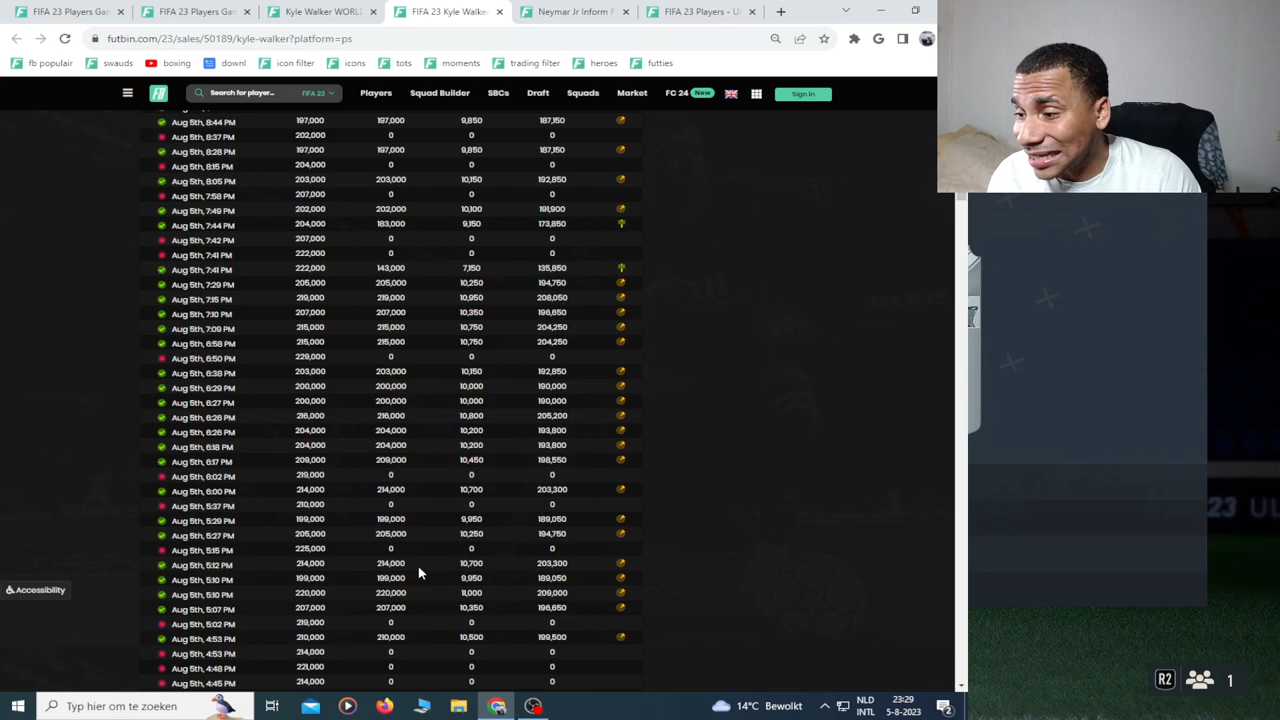 FIFA 23 Players Gam
FIFA 23 Players Gam
Kyle Walker WORL
FIFA 23 Kyle Walke
Neymar Jr Inform F
FIFA 23 Players - U
futbin.com/23/sales/50189/kyle-walker?platform=ps
fb populair
swauds
boxing
downl
icon filter
icons
tots
moments
trading filter
heroes
futties
Search for player...
FIFA 23
Players
Squad Builder
SBCs
Draft
Squads
Market
FC 24 New
Sign in
Aug 5th, 8:44 PM 197,000 197,000 9,850 187,150
Aug 5th, 8:37 PM 202,000 0 0 0
Aug 5th, 8:28 PM 197,000 197,000 9,850 187,150
Aug 5th, 8:15 PM 204,000 0 0 0
Aug 5th, 8:05 PM 203,000 203,000 10,150 192,850
Aug 5th, 7:58 PM 207,000 0 0 0
Aug 5th, 7:49 PM 202,000 202,000 10,100 191,900
Aug 5th, 7:44 PM 204,000 183,000 9,150 173,850
Aug 5th, 7:42 PM 207,000 0 0 0
Aug 5th, 7:41 PM 222,000 0 0 0
Aug 5th, 7:41 PM 222,000 143,000 7,150 135,850
Aug 5th, 7:29 PM 205,000 205,000 10,250 194,750
Aug 5th, 7:15 PM 219,000 219,000 10,950 208,050
Aug 5th, 7:10 PM 207,000 207,000 10,350 196,650
Aug 5th, 7:09 PM 215,000 215,000 10,750 204,250
Aug 5th, 6:58 PM 215,000 215,000 10,750 204,250
Aug 5th, 6:50 PM 229,000 0 0 0
Aug 5th, 6:38 PM 203,000 203,000 10,150 192,850
Aug 5th, 6:29 PM 200,000 200,000 10,000 190,000
Aug 5th, 6:27 PM 200,000 200,000 10,000 190,000
Aug 5th, 6:26 PM 216,000 216,000 10,800 205,200
Aug 5th, 6:26 PM 204,000 204,000 10,200 193,800
Aug 5th, 6:18 PM 204,000 204,000 10,200 193,800
Aug 5th, 6:17 PM 209,000 209,000 10,450 198,550
Aug 5th, 6:02 PM 219,000 0 0 0
Aug 5th, 6:00 PM 214,000 214,000 10,700 203,300
Aug 5th, 5:37 PM 210,000 0 0 0
Aug 5th, 5:29 PM 199,000 199,000 9,950 189,050
Aug 5th, 5:27 PM 205,000 205,000 10,250 194,750
Aug 5th, 5:15 PM 225,000 0 0 0
Aug 5th, 5:12 PM 214,000 214,000 10,700 203,300
Aug 5th, 5:10 PM 199,000 199,000 9,950 189,050
Aug 5th, 5:10 PM 220,000 220,000 11,000 209,000
Aug 5th, 5:07 PM 207,000 207,000 10,350 196,650
Aug 5th, 5:02 PM 219,000 0 0 0
Aug 5th, 4:53 PM 210,000 210,000 10,500 199,500
Aug 5th, 4:53 PM 214,000 0 0 0
Aug 5th, 4:48 PM 221,000 0 0 0
Aug 5th, 4:45 PM 214,000 0 0 0
Accessibility
23 UL
R2
1
Typ hier om te zoeken
14°C Bewolkt
NLD
INTL
23:29
5-8-2023
2